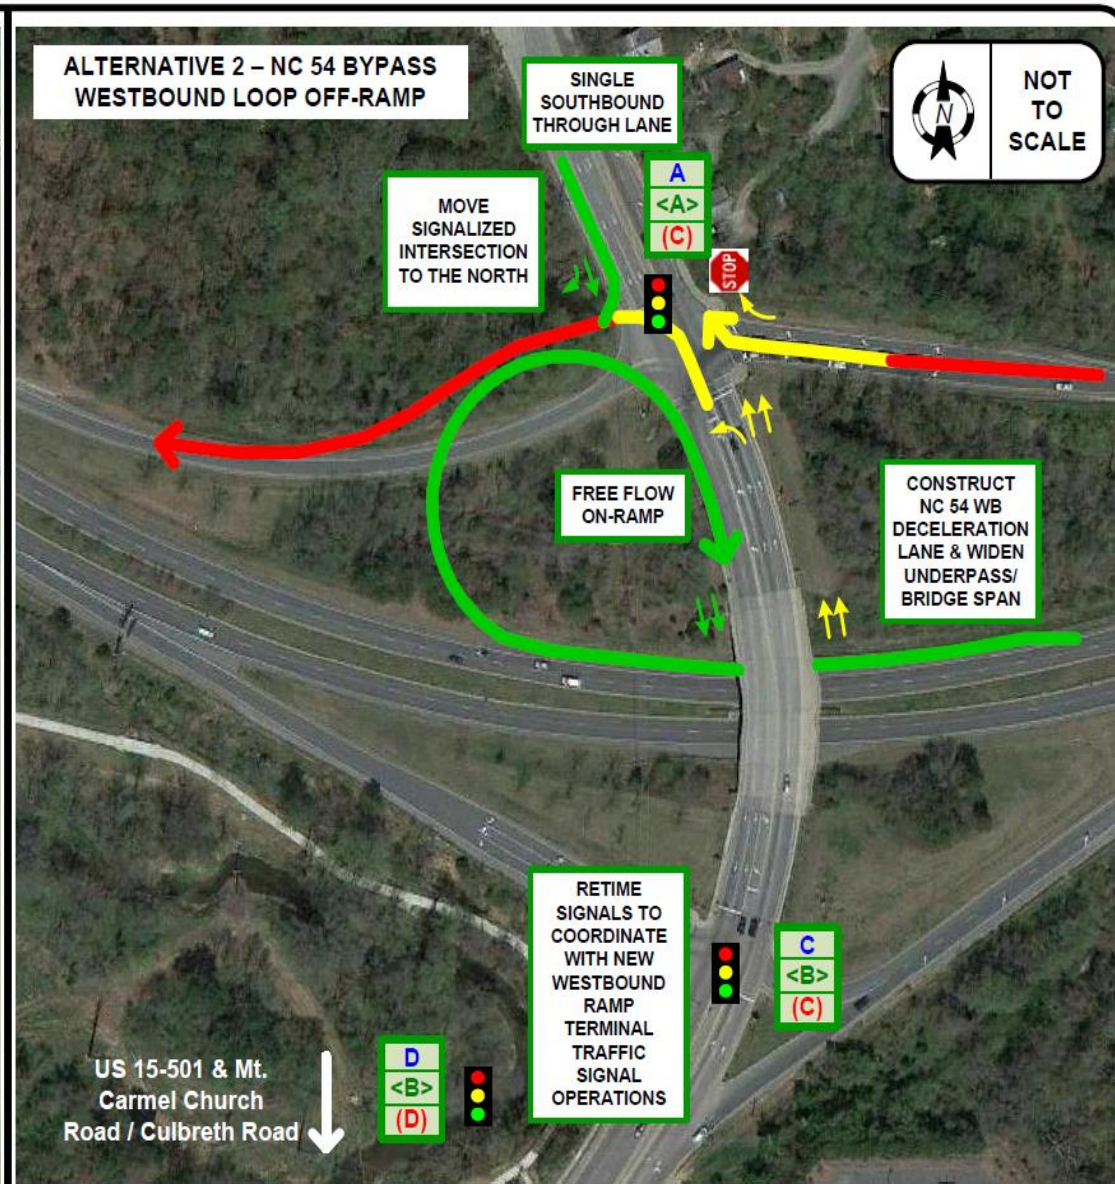 ALTERNATIVE 2 – NC 54 BYPASS
WESTBOUND LOOP OFF-RAMP
SINGLE
SOUTHBOUND
THROUGH LANE
N
NOT
TO
SCALE
A
<A>
(C)
MOVE
SIGNALIZED
INTERSECTION
TO THE NORTH
STOP
FREE FLOW
ON-RAMP
CONSTRUCT
NC 54 WB
DECELERATION
LANE & WIDEN
UNDERPASS/
BRIDGE SPAN
RETIME
SIGNALS TO
COORDINATE
WITH NEW
WESTBOUND
RAMP
TERMINAL
TRAFFIC
SIGNAL
OPERATIONS
C
<B>
(C)
D
<B>
(D)
US 15-501 & Mt.
Carmel Church
Road / Culbreth Road